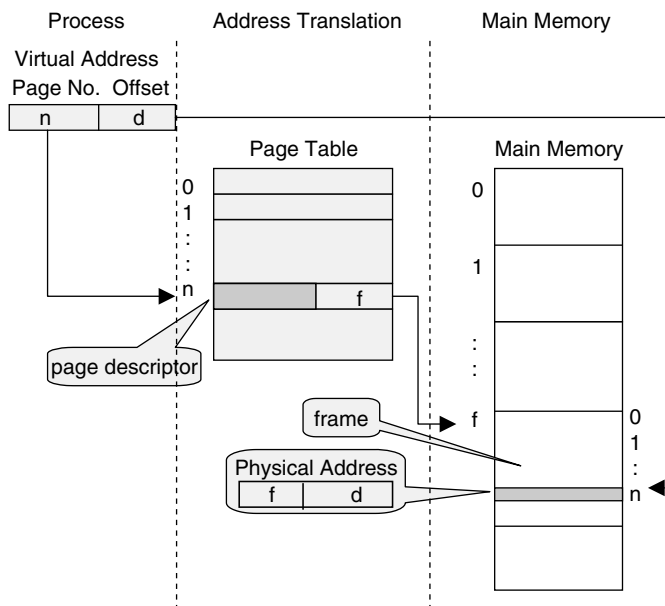 Process
Address Translation
Main Memory
Virtual Address
Page No. Offset
n
d
Page Table
Main Memory
0
1
:
:
n
f
page descriptor
0
1
:
:
f
frame
0
1
:
n
Physical Address
f
d